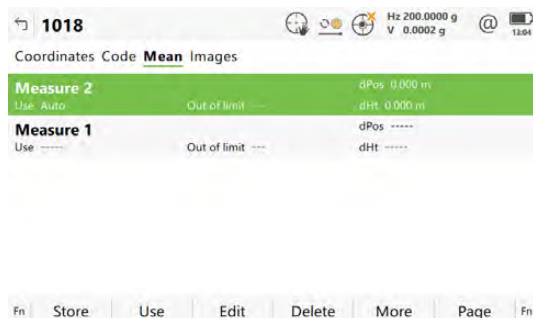 1018
Hz 200.0000 g
V 0.0002 g
@
13:04
Coordinates Code Mean Images
Measure 2
dPos 0.000 m
Use Auto Out of limit ---
dHt 0.000 m
Measure 1
dPos -----
Use ----- Out of limit ---
dHt -----
Fn Store Use Edit Delete More Page Fn